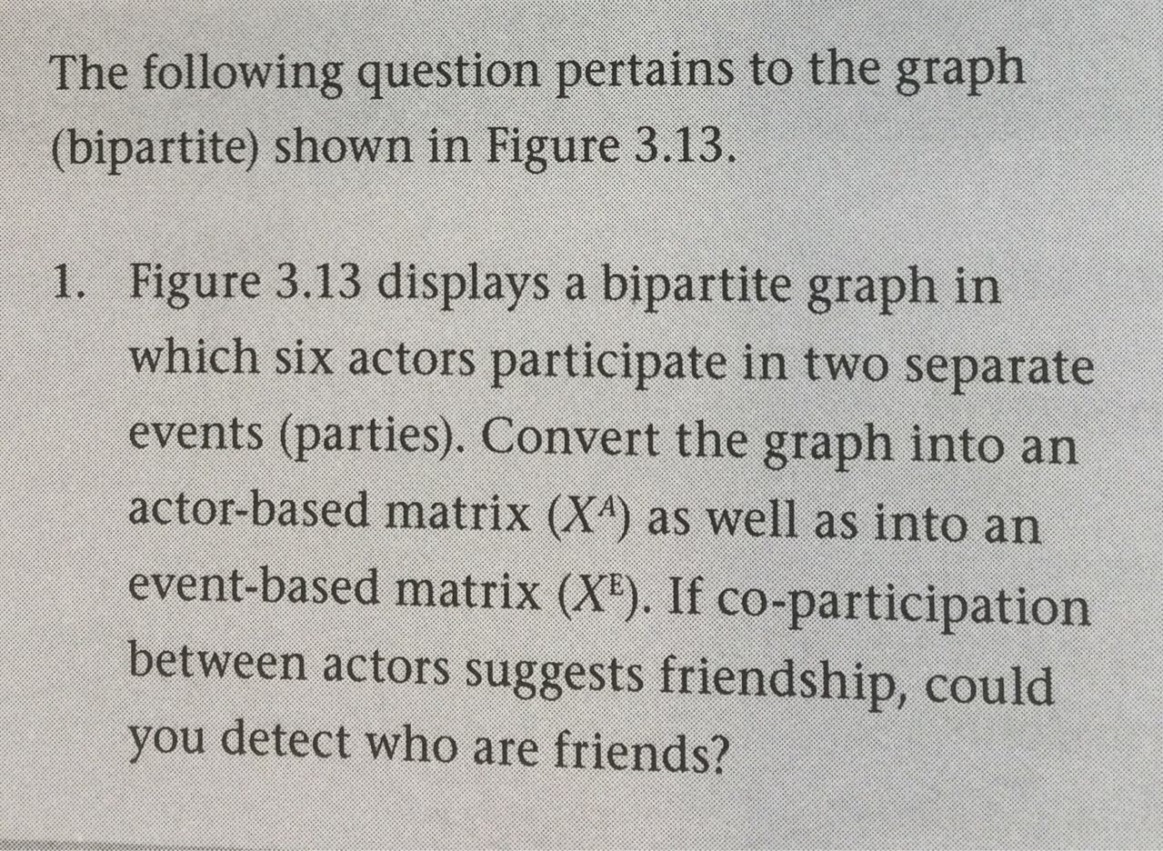 The following question pertains to the graph
(bipartite) shown in Figure 3.13.
1. Figure 3.13 displays a bipartite graph in
which six actors participate in two separate
events (parties). Convert the graph into an
actor-based matrix (Xᴬ) as well as into an
event-based matrix (Xᴱ). If co-participation
between actors suggests friendship, could
you detect who are friends?